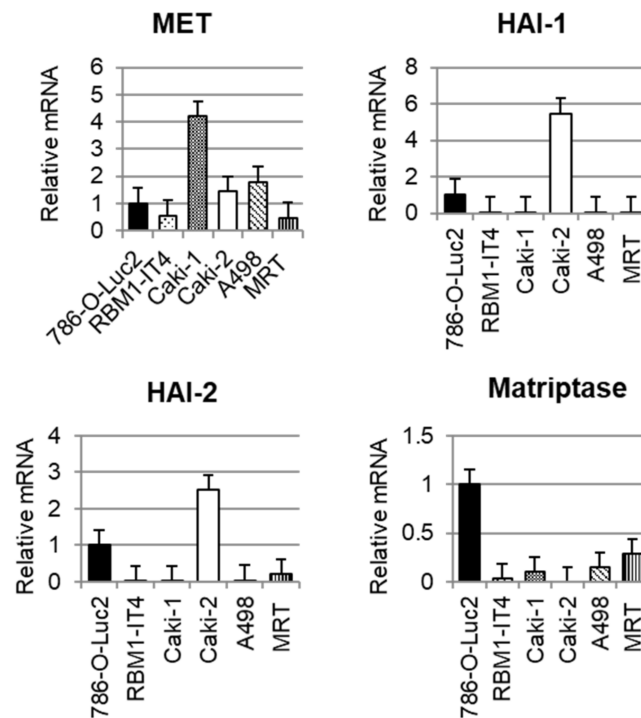 MET
Relative mRNA
6
5
4
3
2
1
0
786-O-Luc2
RBM1-IT4
Caki-1
Caki-2
A498
MRT
HAI-1
Relative mRNA
8
6
4
2
0
786-O-Luc2
RBM1-IT4
Caki-1
Caki-2
A498
MRT
HAI-2
Relative mRNA
4
3
2
1
0
786-O-Luc2
RBM1-IT4
Caki-1
Caki-2
A498
MRT
Matriptase
Relative mRNA
1.5
1
0.5
0
786-O-Luc2
RBM1-IT4
Caki-1
Caki-2
A498
MRT